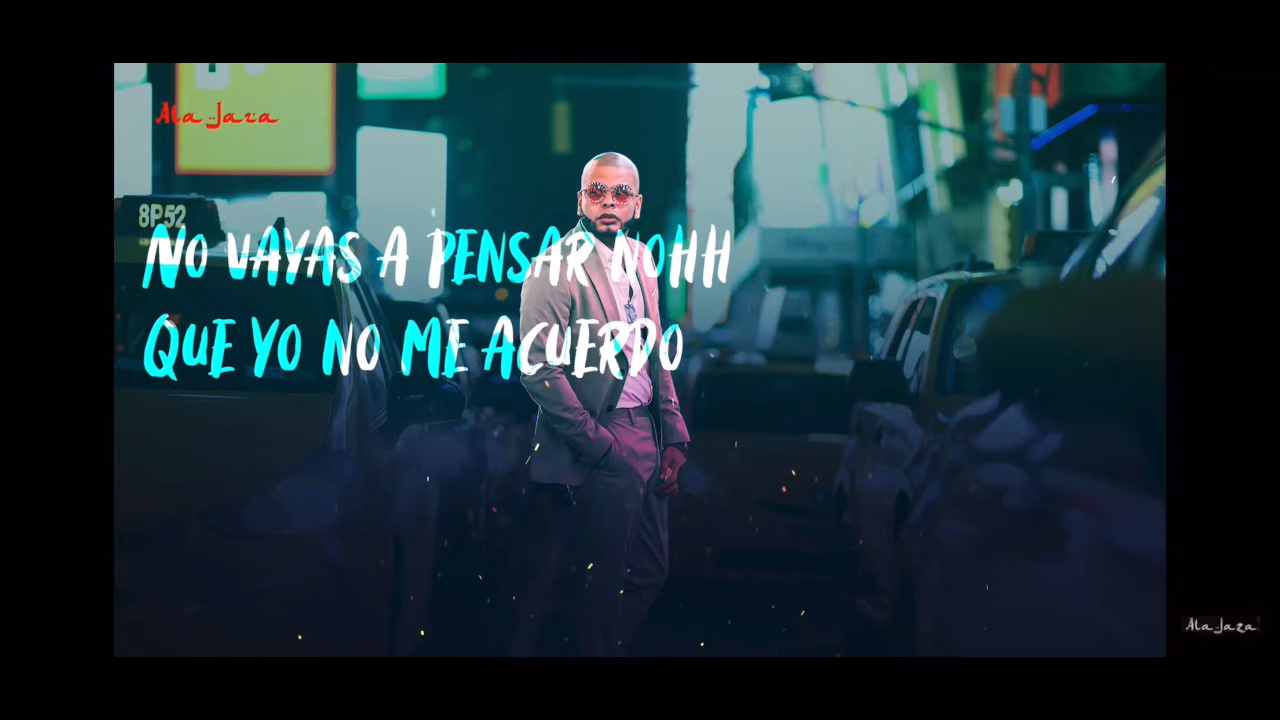 Ala Jaza
8P52
No vayas a pensar nohh
Que yo no me acuerdo
Ala Jaza